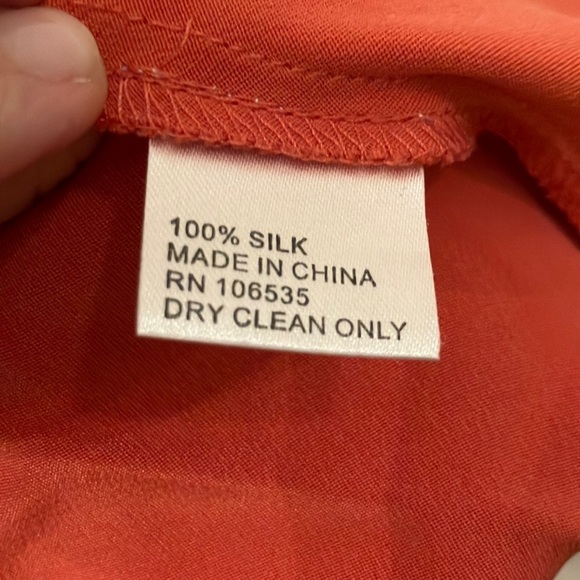 100% SILK
MADE IN CHINA
RN 106535
DRY CLEAN ONLY